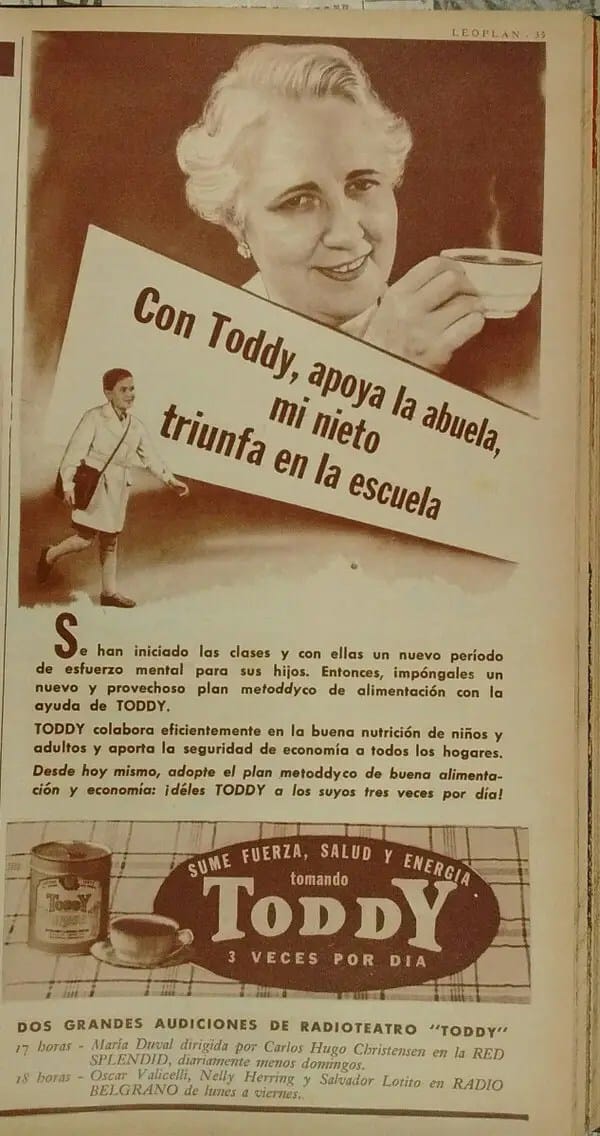 LEOPLAN - 35
Con Toddy, apoya la abuela,
mi nieto
triunfa en la escuela
Se han iniciado las clases y con ellas un nuevo período
de esfuerzo mental para sus hijos. Entonces, impóngales un
nuevo y provechoso plan metoddyco de alimentación con la
ayuda de TODDY.
TODDY colabora eficientemente en la buena nutrición de niños y
adultos y aporta la seguridad de economía a todos los hogares.
Desde hoy mismo, adopte el plan metoddyco de buena alimenta-
ción y economía: ¡déles TODDY a los suyos tres veces por día!
SUME FUERZA, SALUD Y ENERGIA
tomando
TODDY
3 VECES POR DIA
Toddy
DOS GRANDES AUDICIONES DE RADIOTEATRO "TODDY"
17 horas - María Duval dirigida por Carlos Hugo Christensen en la RED
SPLENDID, diariamente menos domingos.
18 horas - Oscar Valicelli, Nelly Herring y Salvador Lotito en RADIO
BELGRANO de lunes a viernes.